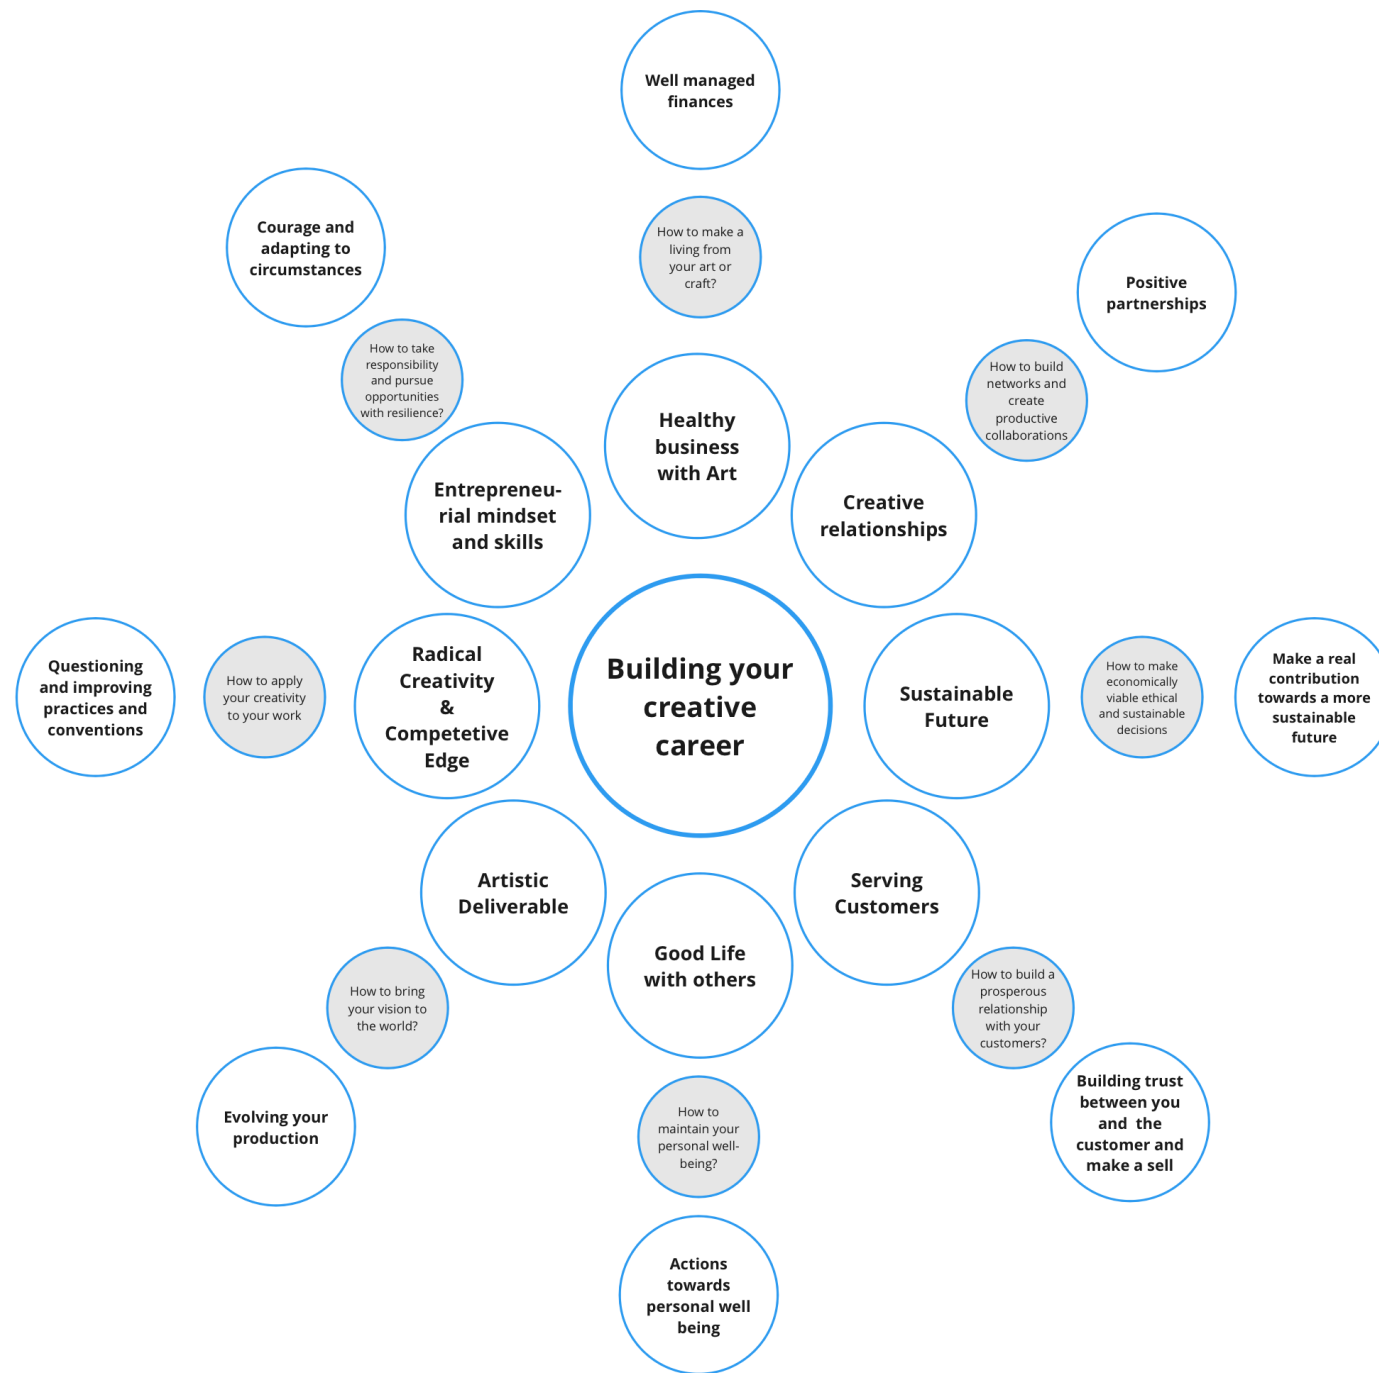 Well managed
finances
How to make a
living from
your art or
craft?
Healthy
business
with Art
Courage and
adapting to
circumstances
How to take
responsibility
and pursue
opportunities
with resilience?
Entrepreneu-
rial mindset
and skills
Positive
partnerships
How to build
networks and
create
productive
collaborations
Creative
relationships
Building your
creative
career
Questioning
and improving
practices and
conventions
How to apply
your creativity
to your work
Radical
Creativity
&
Competetive
Edge
Sustainable
Future
How to make
economically
viable ethical
and sustainable
decisions
Make a real
contribution
towards a more
sustainable
future
Artistic
Deliverable
How to bring
your vision to
the world?
Evolving your
production
Good Life
with others
How to
maintain your
personal well-
being?
Actions
towards
personal well
being
Serving
Customers
How to build a
prosperous
relationship
with your
customers?
Building trust
between you
and  the
customer and
make a sell